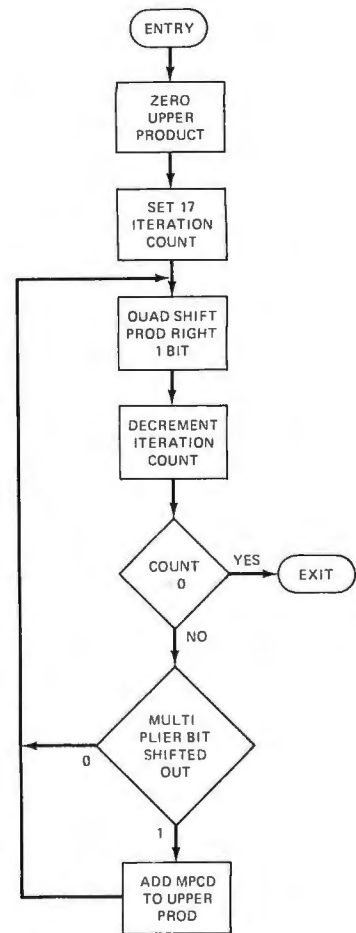 ENTRY
ZERO
UPPER
PRODUCT
SET 17
ITERATION
COUNT
QUAD SHIFT
PROD RIGHT
1 BIT
DECREMENT
ITERATION
COUNT
COUNT
0
YES
EXIT
NO
MULTI
PLIER BIT
SHIFTED
OUT
0
1
ADD MPCD
TO UPPER
PROD